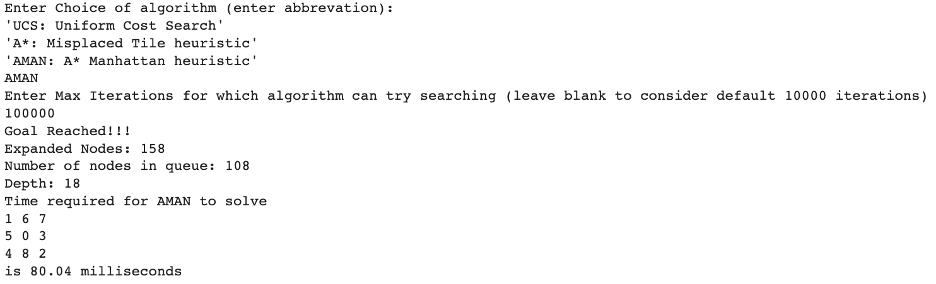 Enter Choice of algorithm (enter abbrevation):
'UCS: Uniform Cost Search'
'A*: Misplaced Tile heuristic'
'AMAN: A* Manhattan heuristic'
AMAN
Enter Max Iterations for which algorithm can try searching (leave blank to consider default 10000 iterations)
100000
Goal Reached!!!
Expanded Nodes: 158
Number of nodes in queue: 108
Depth: 18
Time required for AMAN to solve
1 6 7
5 0 3
4 8 2
is 80.04 milliseconds